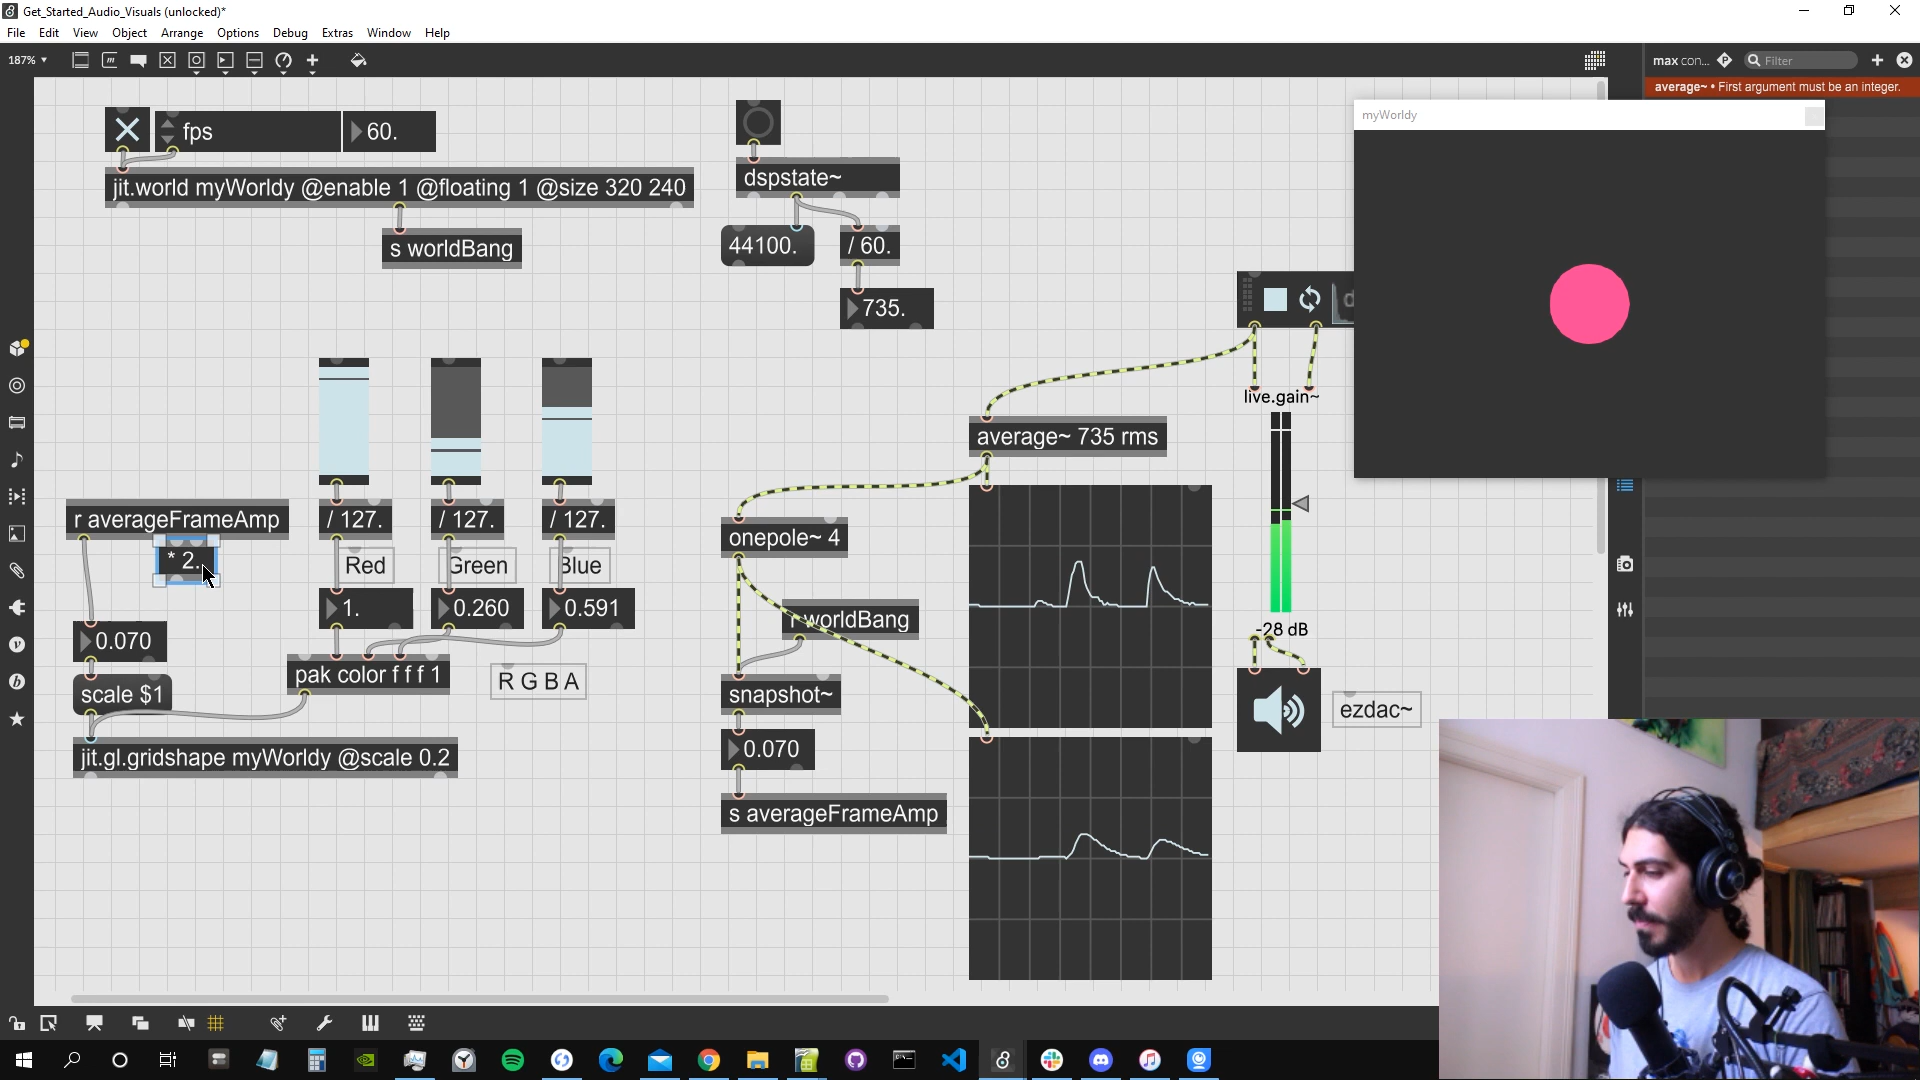 Get_Started_Audio_Visuals (unlocked)*
File Edit View Object Arrange Options Debug Extras Window Help
187%
max con... Filter
average~ • First argument must be an integer.
fps 60.
jit.world myWorldy @enable 1 @floating 1 @size 320 240
s worldBang
dspstate~
44100. / 60.
735.
myWorldy
live.gain~
average~ 735 rms
r averageFrameAmp / 127. / 127. / 127.
* 2. Red Green Blue
onepole~ 4
1. 0.260 0.591
r worldBang
0.070
-28 dB
pak color f f f 1
R G B A
scale $1
snapshot~
ezdac~
jit.gl.gridshape myWorldy @scale 0.2
0.070
s averageFrameAmp